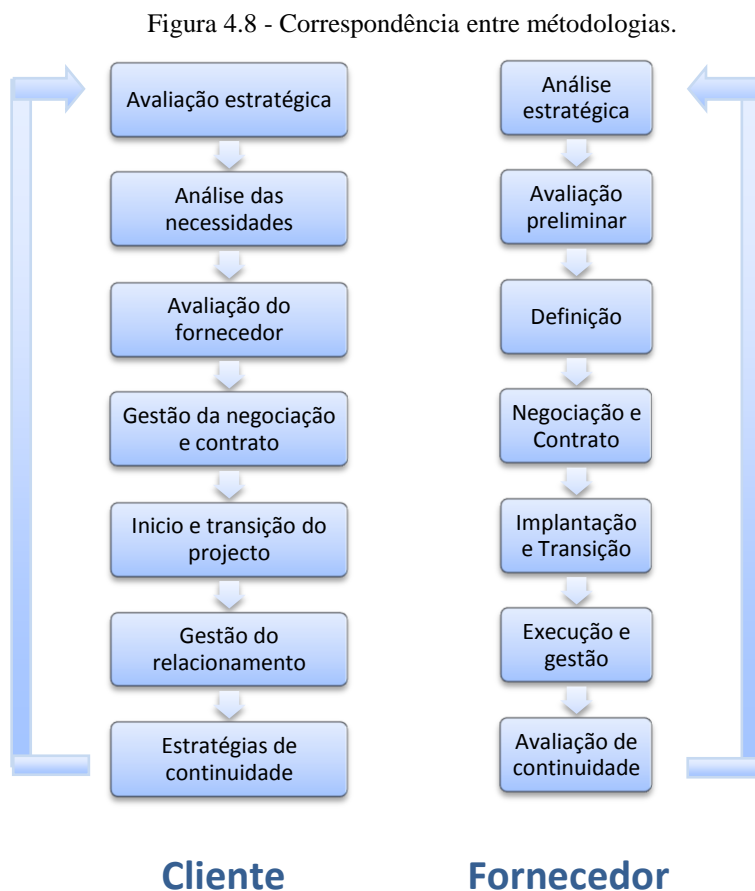 Figura 4.8 - Correspondência entre métodologias.
Avaliação estratégica
Análise das
necessidades
Avaliação do
fornecedor
Gestão da negociação
e contrato
Inicio e transição do
projecto
Gestão do
relacionamento
Estratégias de
continuidade
Cliente
Análise
estratégica
Avaliação
preliminar
Definição
Negociação e
Contrato
Implantação
e Transição
Execução e
gestão
Avaliação de
continuidade
Fornecedor